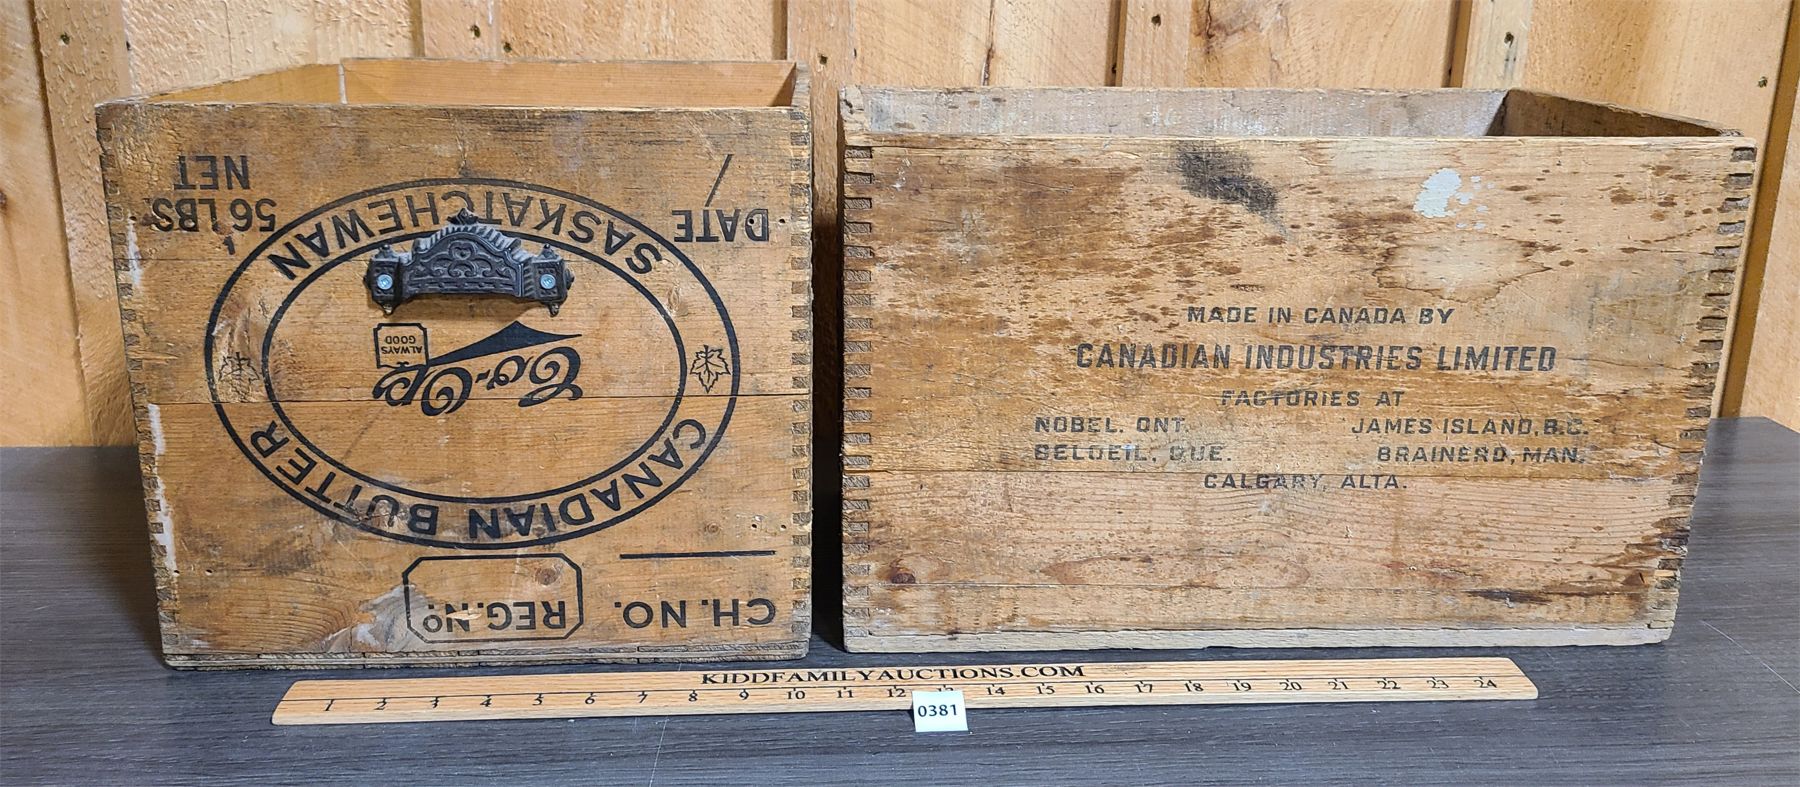 56 LBS.
NET
DATE /
SASKATCHEWAN
ALWAYS
GOOD
Co-Op
CANADIAN BUTTER
REG. No.
CH. NO.
MADE IN CANADA BY
CANADIAN INDUSTRIES LIMITED
FACTORIES AT
NOBEL, ONT. JAMES ISLAND, B.C.
BELOEIL, QUE. BRAINERD, MAN.
CALGARY, ALTA.
KIDDFAMILYAUCTIONS.COM
1 2 3 4 5 6 7 8 9 10 11 12 13 14 15 16 17 18 19 20 21 22 23 24
0381